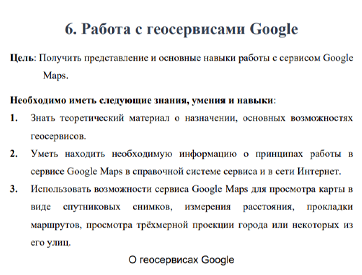 6. Работа с геосервисами Google
Цель: Получить представление и основные навыки работы с сервисом Google
Maps.
Необходимо иметь следующие знания, умения и навыки:
1. Знать теоретический материал о назначении, основных возможностях
геосервисов.
2. Уметь находить необходимую информацию о принципах работы в
сервисе Google Maps в справочной системе сервиса и в сети Интернет.
3. Использовать возможности сервиса Google Maps для просмотра карты в
виде спутниковых снимков, измерения расстояния, прокладки
маршрутов, просмотра трёхмерной проекции города или некоторых из
его улиц.
О геосервисах Google